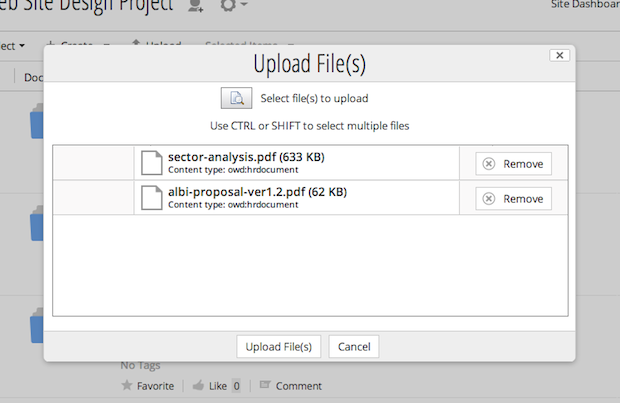 eb Site Design Project
Site Dashboar
ect
Create
Upload
Selected Items
Doc
Upload File(s)
Select file(s) to upload
Use CTRL or SHIFT to select multiple files
sector-analysis.pdf (633 KB)
Content type: owd:hrdocument
Remove
albi-proposal-ver1.2.pdf (62 KB)
Content type: owd:hrdocument
Remove
Upload File(s)
Cancel
No Tags
Favorite
Like 0
Comment